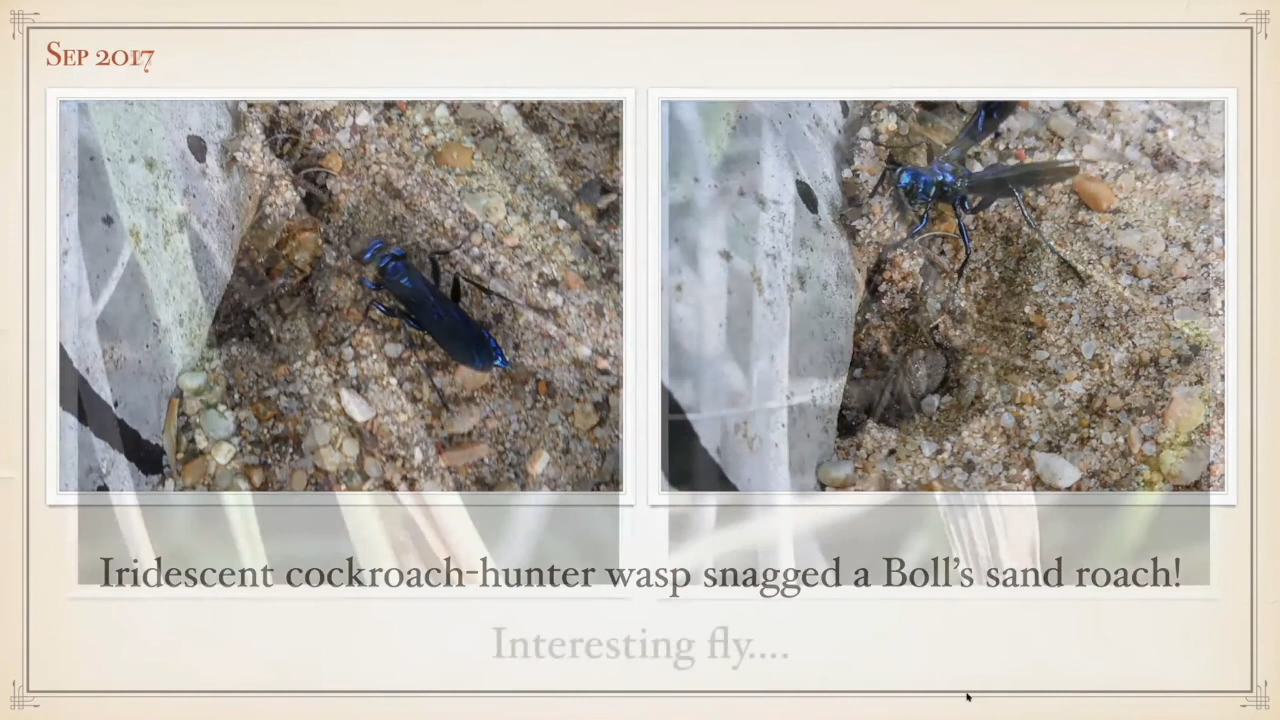 Sep 2017
Iridescent cockroach-hunter wasp snagged a Boll's sand roach!
Interesting fly....